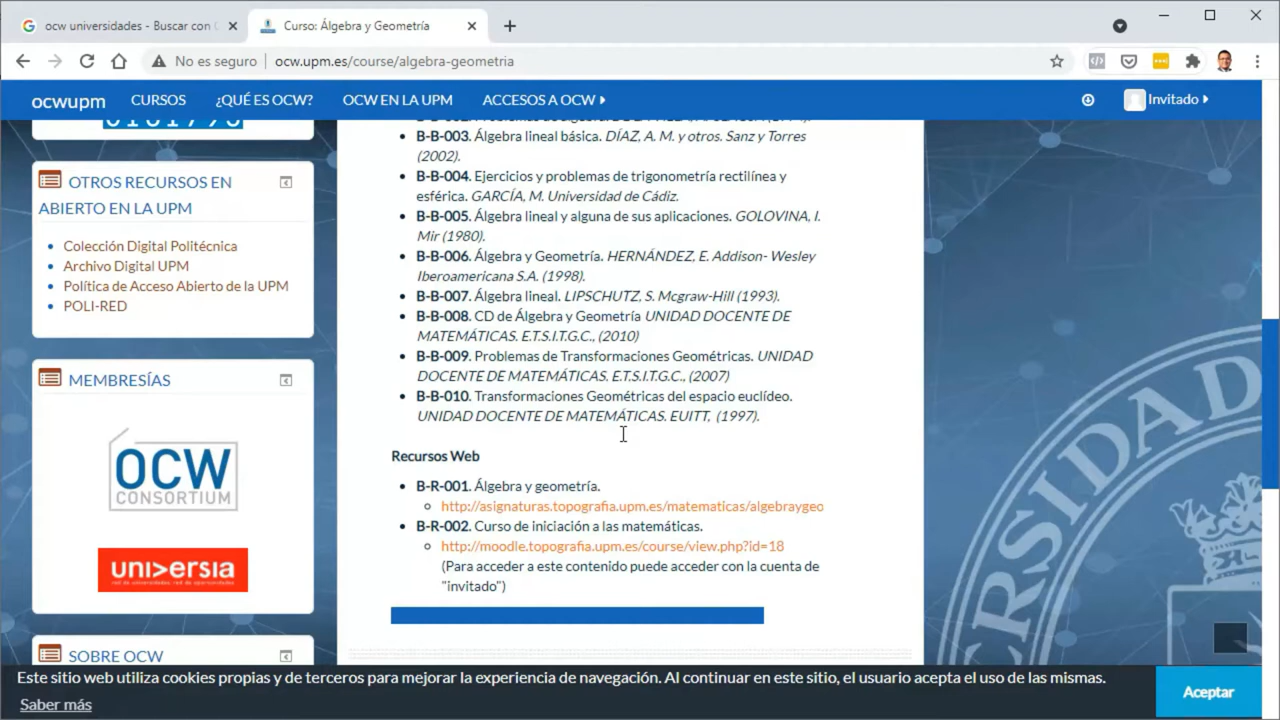 ocw universidades - Buscar con
Curso: Álgebra y Geometría
No es seguro
ocw.upm.es/course/algebra-geometria
ocwupm
CURSOS
¿QUÉ ES OCW?
OCW EN LA UPM
ACCESOS A OCW
Invitado
OTROS RECURSOS EN
ABIERTO EN LA UPM
Colección Digital Politécnica
Archivo Digital UPM
Política de Acceso Abierto de la UPM
POLI-RED
MEMBRESÍAS
OCW
CONSORTIUM
universia
SOBRE OCW
B-B-003. Álgebra lineal básica. DÍAZ, A. M. y otros. Sanz y Torres
(2002).
B-B-004. Ejercicios y problemas de trigonometría rectilínea y
esférica. GARCÍA, M. Universidad de Cádiz.
B-B-005. Álgebra lineal y alguna de sus aplicaciones. GOLOVINA, I.
Mir (1980).
B-B-006. Álgebra y Geometría. HERNÁNDEZ, E. Addison- Wesley
Iberoamericana S.A. (1998).
B-B-007. Álgebra lineal. LIPSCHUTZ, S. Mcgraw-Hill (1993).
B-B-008. CD de Álgebra y Geometría UNIDAD DOCENTE DE
MATEMÁTICAS. E.T.S.I.T.G.C., (2010)
B-B-009. Problemas de Transformaciones Geométricas. UNIDAD
DOCENTE DE MATEMÁTICAS. E.T.S.I.T.G.C., (2007)
B-B-010. Transformaciones Geométricas del espacio euclídeo.
UNIDAD DOCENTE DE MATEMÁTICAS. EUITT, (1997).
Recursos Web
B-R-001. Álgebra y geometría.
http://asignaturas.topografia.upm.es/matematicas/algebraygeo
B-R-002. Curso de iniciación a las matemáticas.
http://moodle.topografia.upm.es/course/view.php?id=18
(Para acceder a este contenido puede acceder con la cuenta de
"invitado")
Este sitio web utiliza cookies propias y de terceros para mejorar la experiencia de navegación. Al continuar en este sitio, el usuario acepta el uso de las mismas.
Saber más
Aceptar